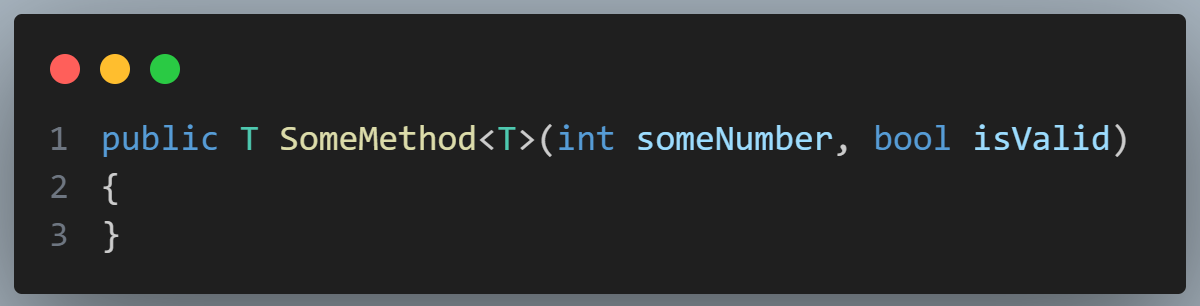 1 public T SomeMethod<T>(int someNumber, bool isValid)
2 {
3 }